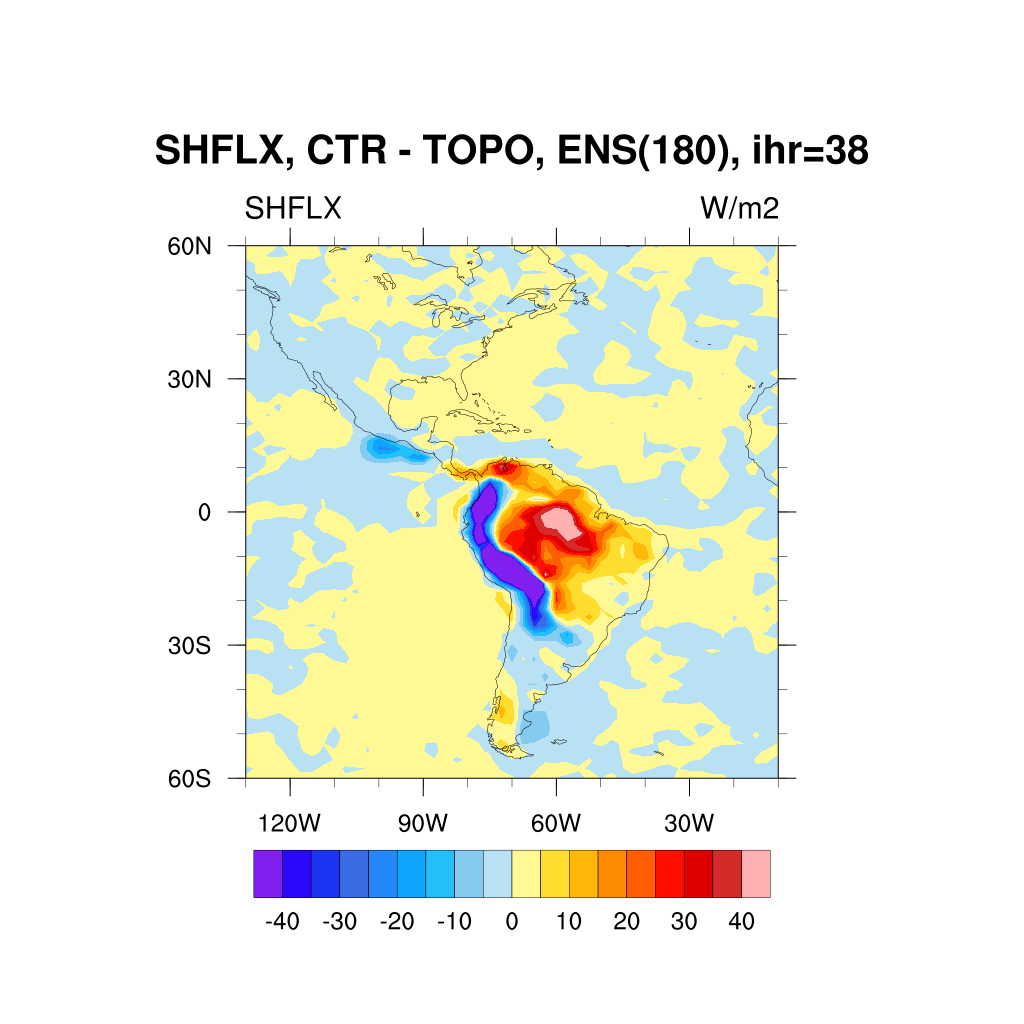 SHFLX, CTR - TOPO, ENS(180), ihr=38
SHFLX W/m2
60N
30N
0
30S
60S
120W 90W 60W 30W
-40 -30 -20 -10 0 10 20 30 40